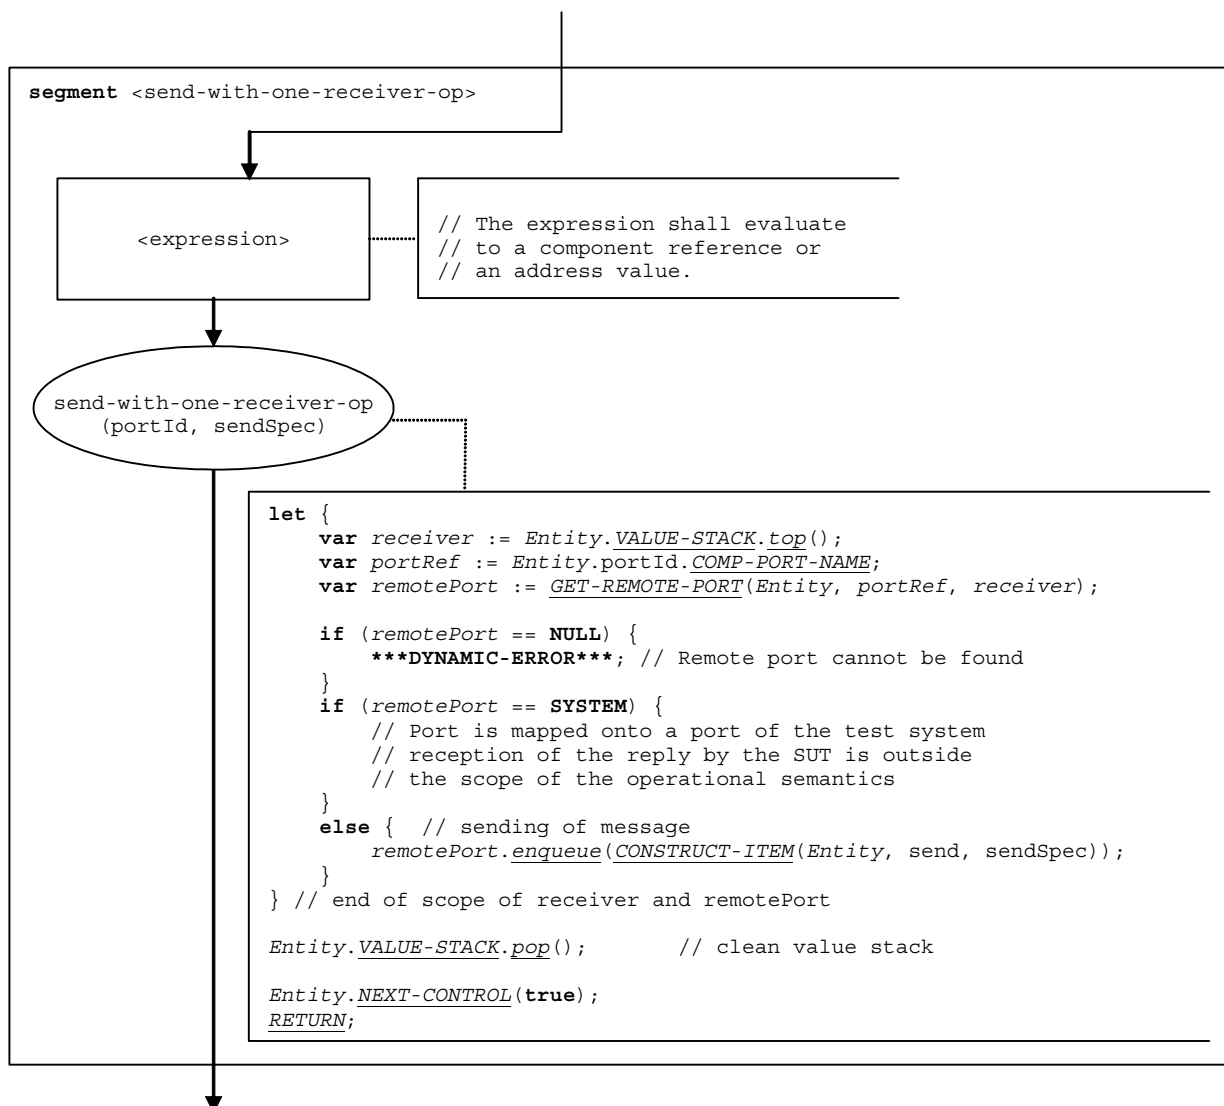 segment <send-with-one-receiver-op>
<expression>
// The expression shall evaluate
// to a component reference or
// an address value.
send-with-one-receiver-op
(portId, sendSpec)
let {
    var receiver := Entity.VALUE-STACK.top();
    var portRef := Entity.portId.COMP-PORT-NAME;
    var remotePort := GET-REMOTE-PORT(Entity, portRef, receiver);
    if (remotePort == NULL) {
        ***DYNAMIC-ERROR***; // Remote port cannot be found
    }
    if (remotePort == SYSTEM) {
        // Port is mapped onto a port of the test system
        // reception of the reply by the SUT is outside
        // the scope of the operational semantics
    }
    else {  // sending of message
        remotePort.enqueue(CONSTRUCT-ITEM(Entity, send, sendSpec));
    }
} // end of scope of receiver and remotePort
Entity.VALUE-STACK.pop();       // clean value stack
Entity.NEXT-CONTROL(true);
RETURN;